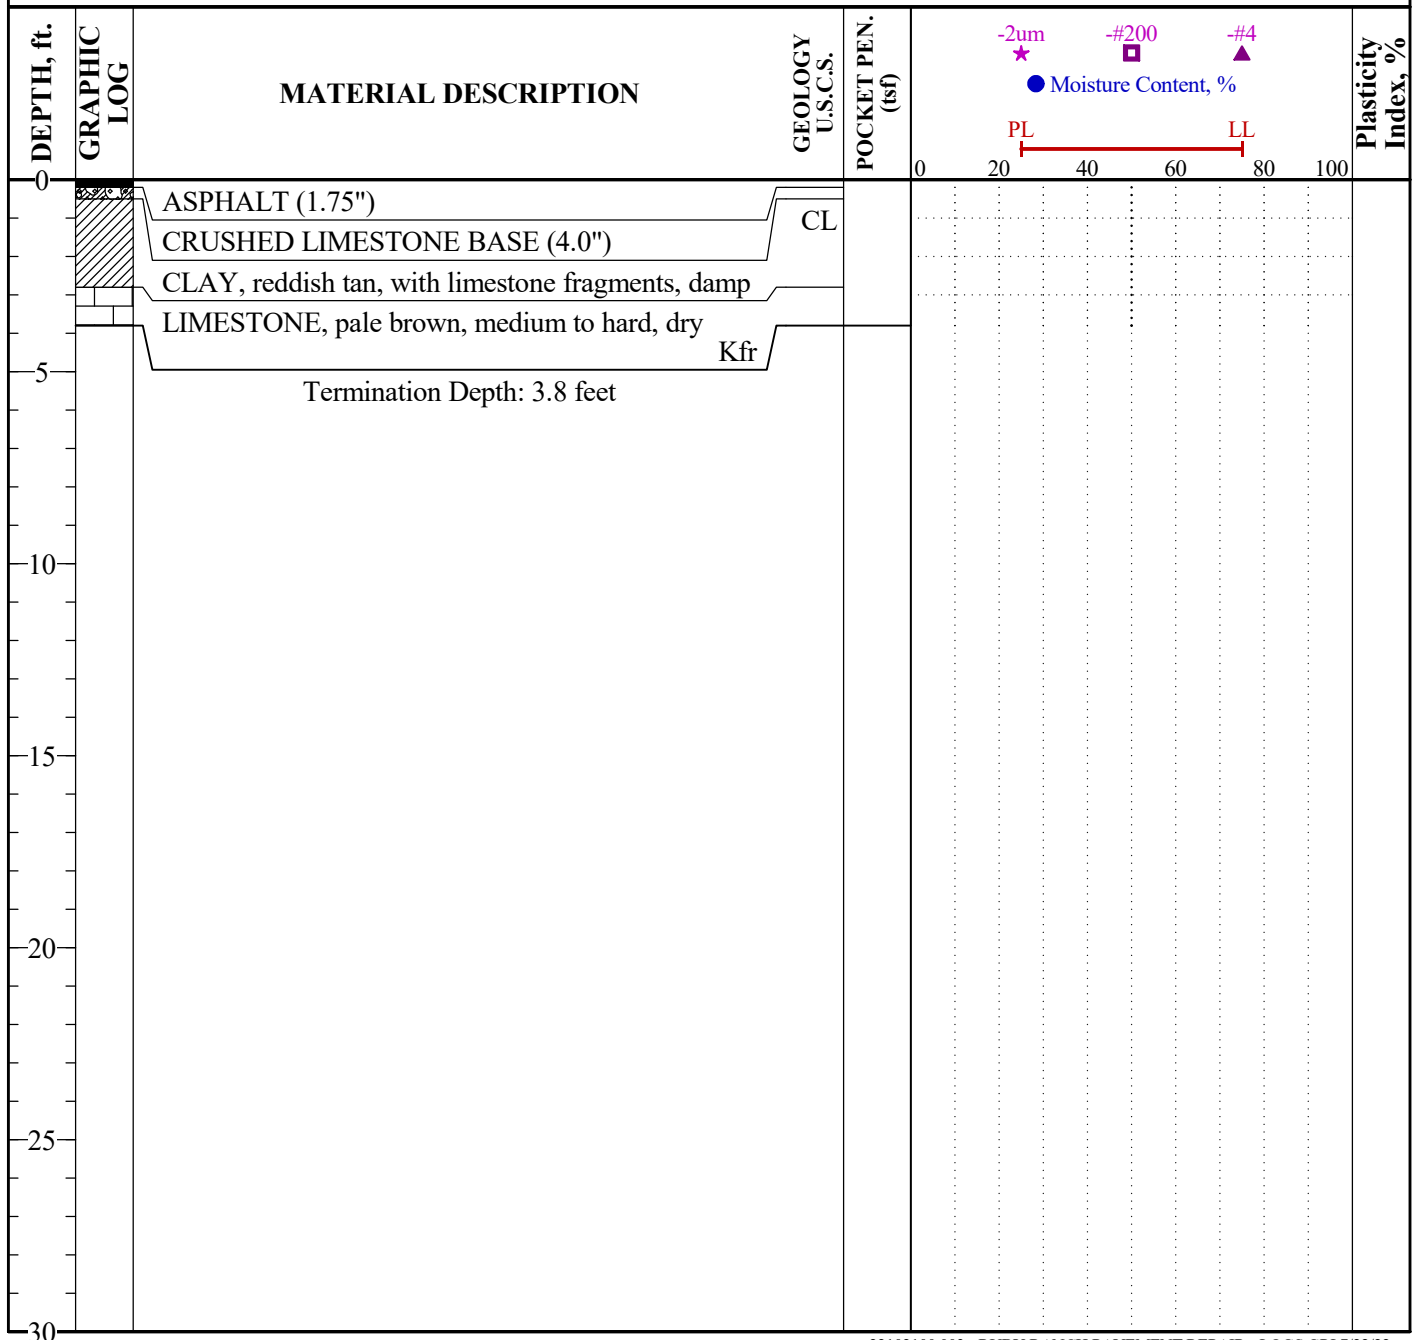 DEPTH, ft.
GRAPHIC
LOG
MATERIAL DESCRIPTION
GEOLOGY
U.S.C.S.
POCKET PEN.
(tsf)
-2um -#200 -#4
Moisture Content, %
PL LL
0 20 40 60 80 100
Plasticity
Index, %
0
ASPHALT (1.75")
CL
CRUSHED LIMESTONE BASE (4.0")
CLAY, reddish tan, with limestone fragments, damp
LIMESTONE, pale brown, medium to hard, dry
Kfr
5
Termination Depth: 3.8 feet
10
15
20
25
30